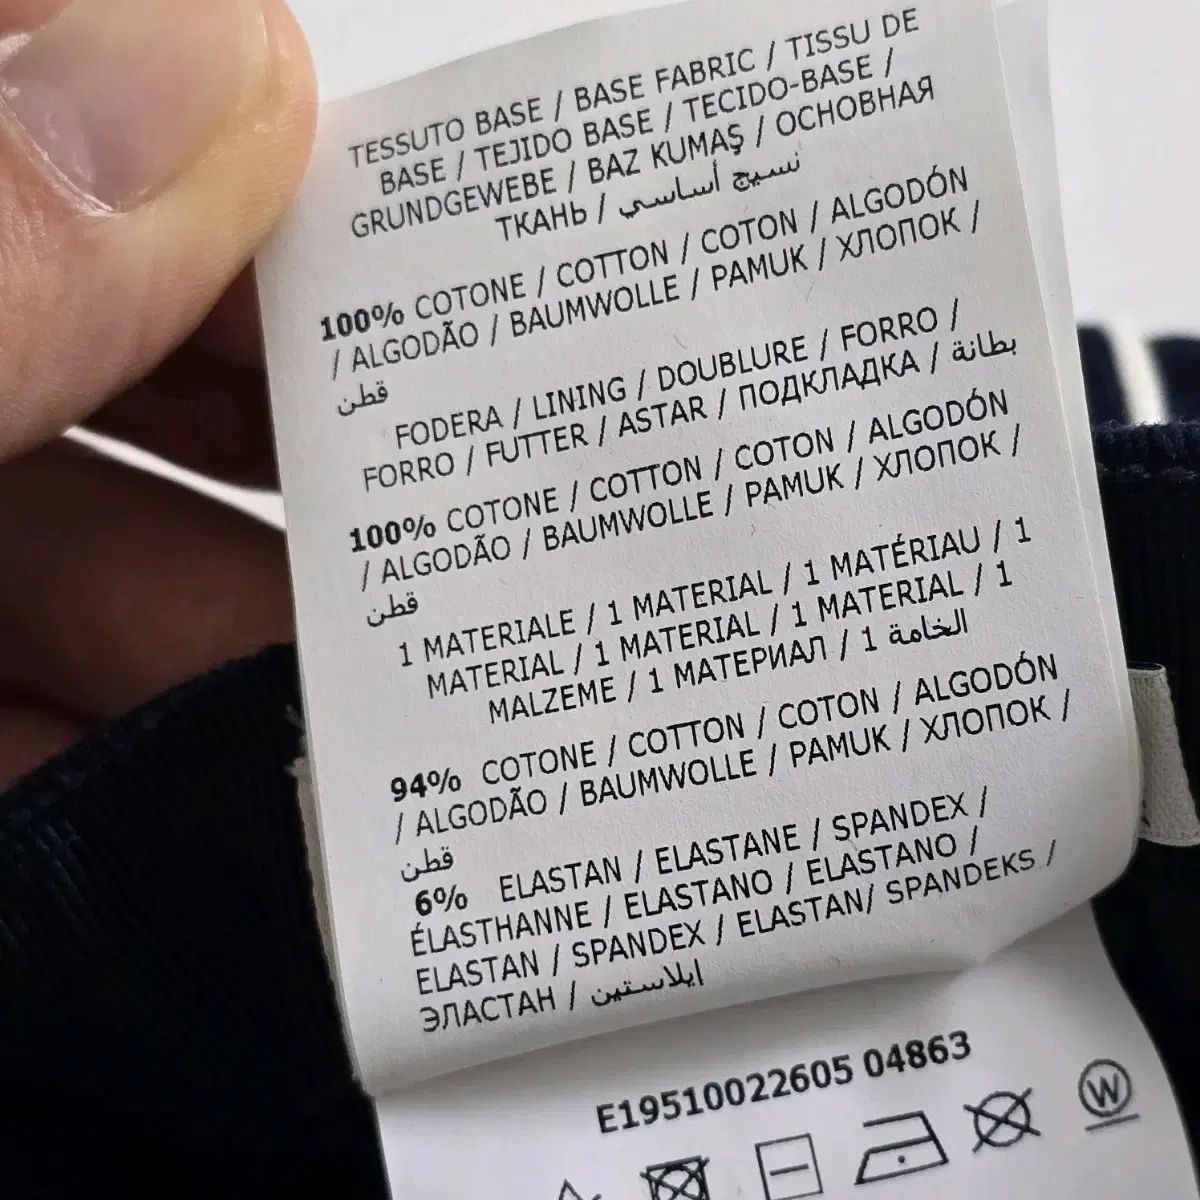 TESSUTO BASE / BASE FABRIC / TISSU DE
BASE / TEJIDO BASE / TECIDO-BASE /
GRUNDGEWEBE / BAZ KUMAŞ / ОСНОВНАЯ
ТКАНЬ / نسيج أساسي
100% COTONE / COTTON / COTON / ALGODÓN
/ ALGODÃO / BAUMWOLLE / PAMUK / ХЛОПОК /
قطن
FODERA / LINING / DOUBLURE / FORRO /
FORRO / FUTTER / ASTAR / ПОДКЛАДКА / بطانة
100% COTONE / COTTON / COTON / ALGODÓN
/ ALGODÃO / BAUMWOLLE / PAMUK / ХЛОПОК /
قطن
1 MATERIALE / 1 MATERIAL / 1 MATÉRIAU / 1
MATERIAL / 1 MATERIAL / 1 MATERIAL / 1
MALZEME / 1 МАТЕРИАЛ / 1 الخامة
94% COTONE / COTTON / COTON / ALGODÓN
/ ALGODÃO / BAUMWOLLE / PAMUK / ХЛОПОК /
قطن
6% ELASTAN / ELASTANE / SPANDEX /
ÉLASTHANNE / ELASTANO / ELASTANO /
ELASTAN / SPANDEX / ELASTAN/ SPANDEKS /
ЭЛАСТАН / ايلاستين
E19510022605 04863
W